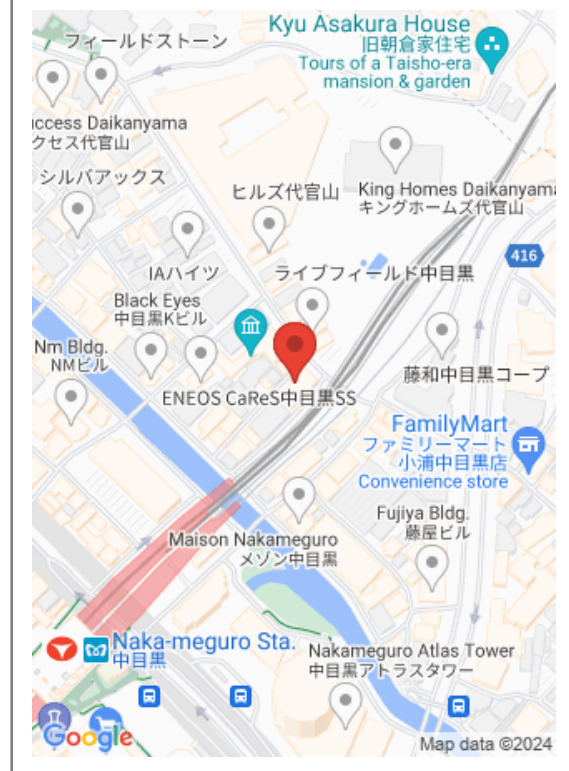 Kyu Asakura House
旧朝倉家住宅
Tours of a Taisho-era
mansion & garden
フィールドストーン
uccess Daikanyama
クセス代官山
シルバアックス
ヒルズ代官山
King Homes Daikanyama
キングホームズ代官山
416
IAハイツ
ライブフィールド中目黒
Black Eyes
中目黒Kビル
Nm Bldg.
NMビル
藤和中目黒コープ
ENEOS CaReS中目黒SS
FamilyMart
ファミリーマート
小浦中目黒店
Convenience store
Fujiya Bldg.
藤屋ビル
Maison Nakameguro
メゾン中目黒
Naka-meguro Sta.
中目黒
Nakameguro Atlas Tower
中目黒アトラスタワー
Google
Map data ©2024